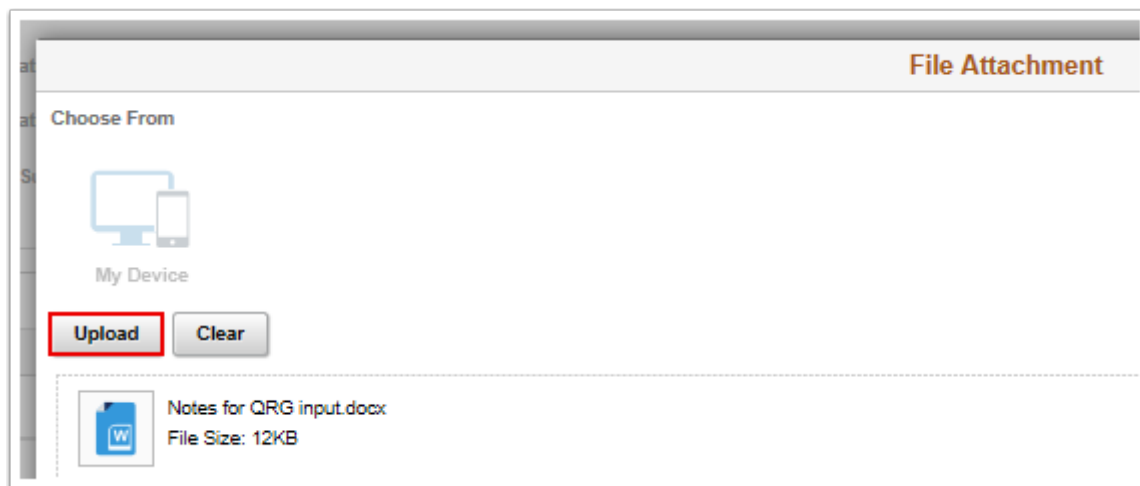 File Attachment
Choose From
My Device
Upload Clear
Notes for QRG input.docx
File Size: 12KB